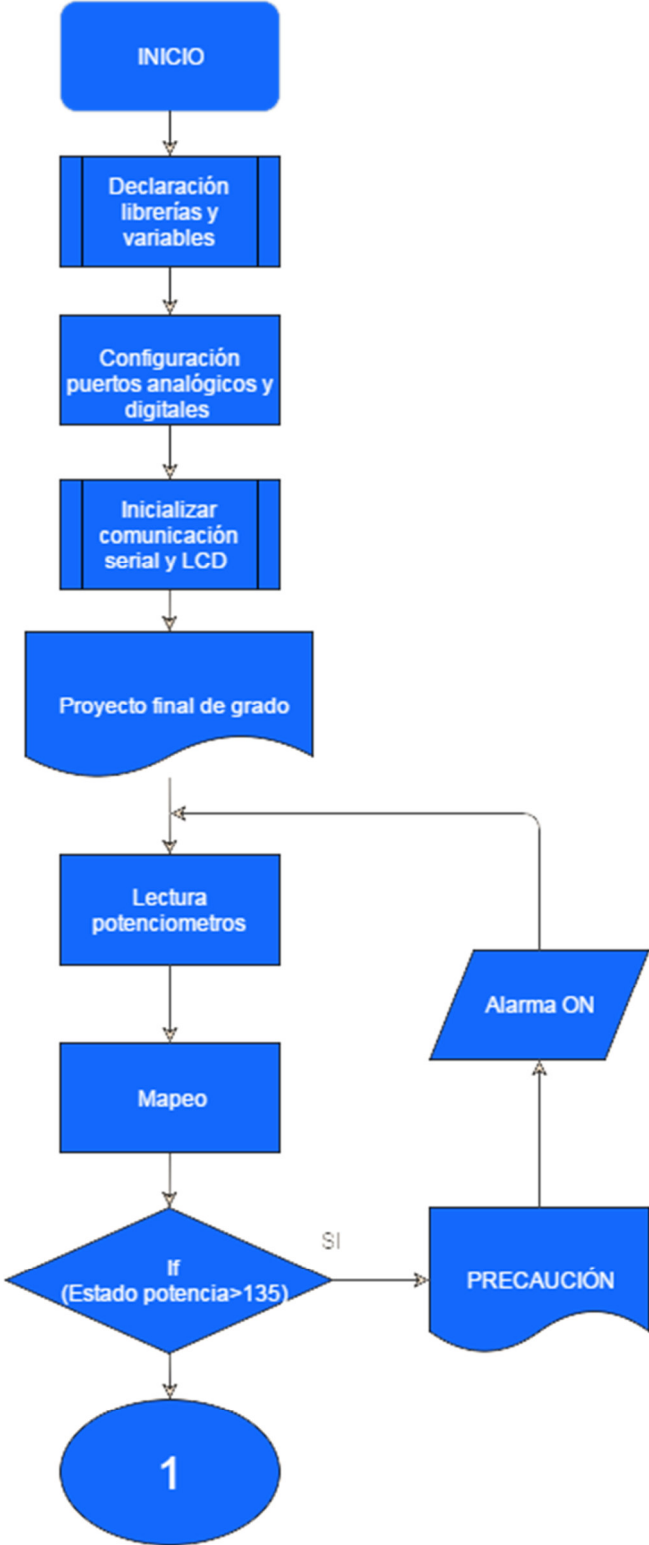 INICIO
Declaración
librerías y
variables
Configuración
puertos analógicos y
digitales
Inicializar
comunicación
serial y LCD
Proyecto final de grado
Lectura
potenciometros
Alarma ON
Mapeo
SI
If
(Estado potencia>135)
PRECAUCIÓN
1